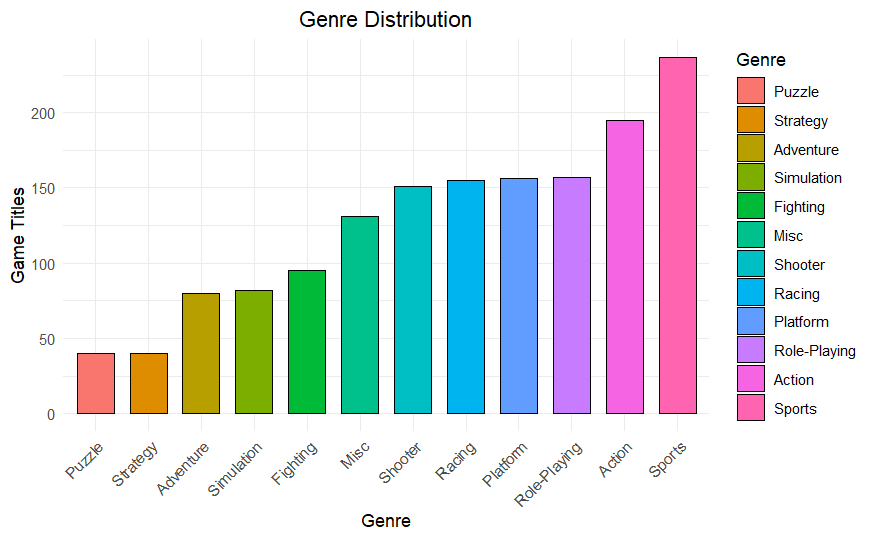 Genre Distribution
Game Titles
200
150
100
50
0
Puzzle
Strategy
Adventure
Simulation
Fighting
Misc
Shooter
Racing
Platform
Role-Playing
Action
Sports
Genre
Genre
Puzzle
Strategy
Adventure
Simulation
Fighting
Misc
Shooter
Racing
Platform
Role-Playing
Action
Sports